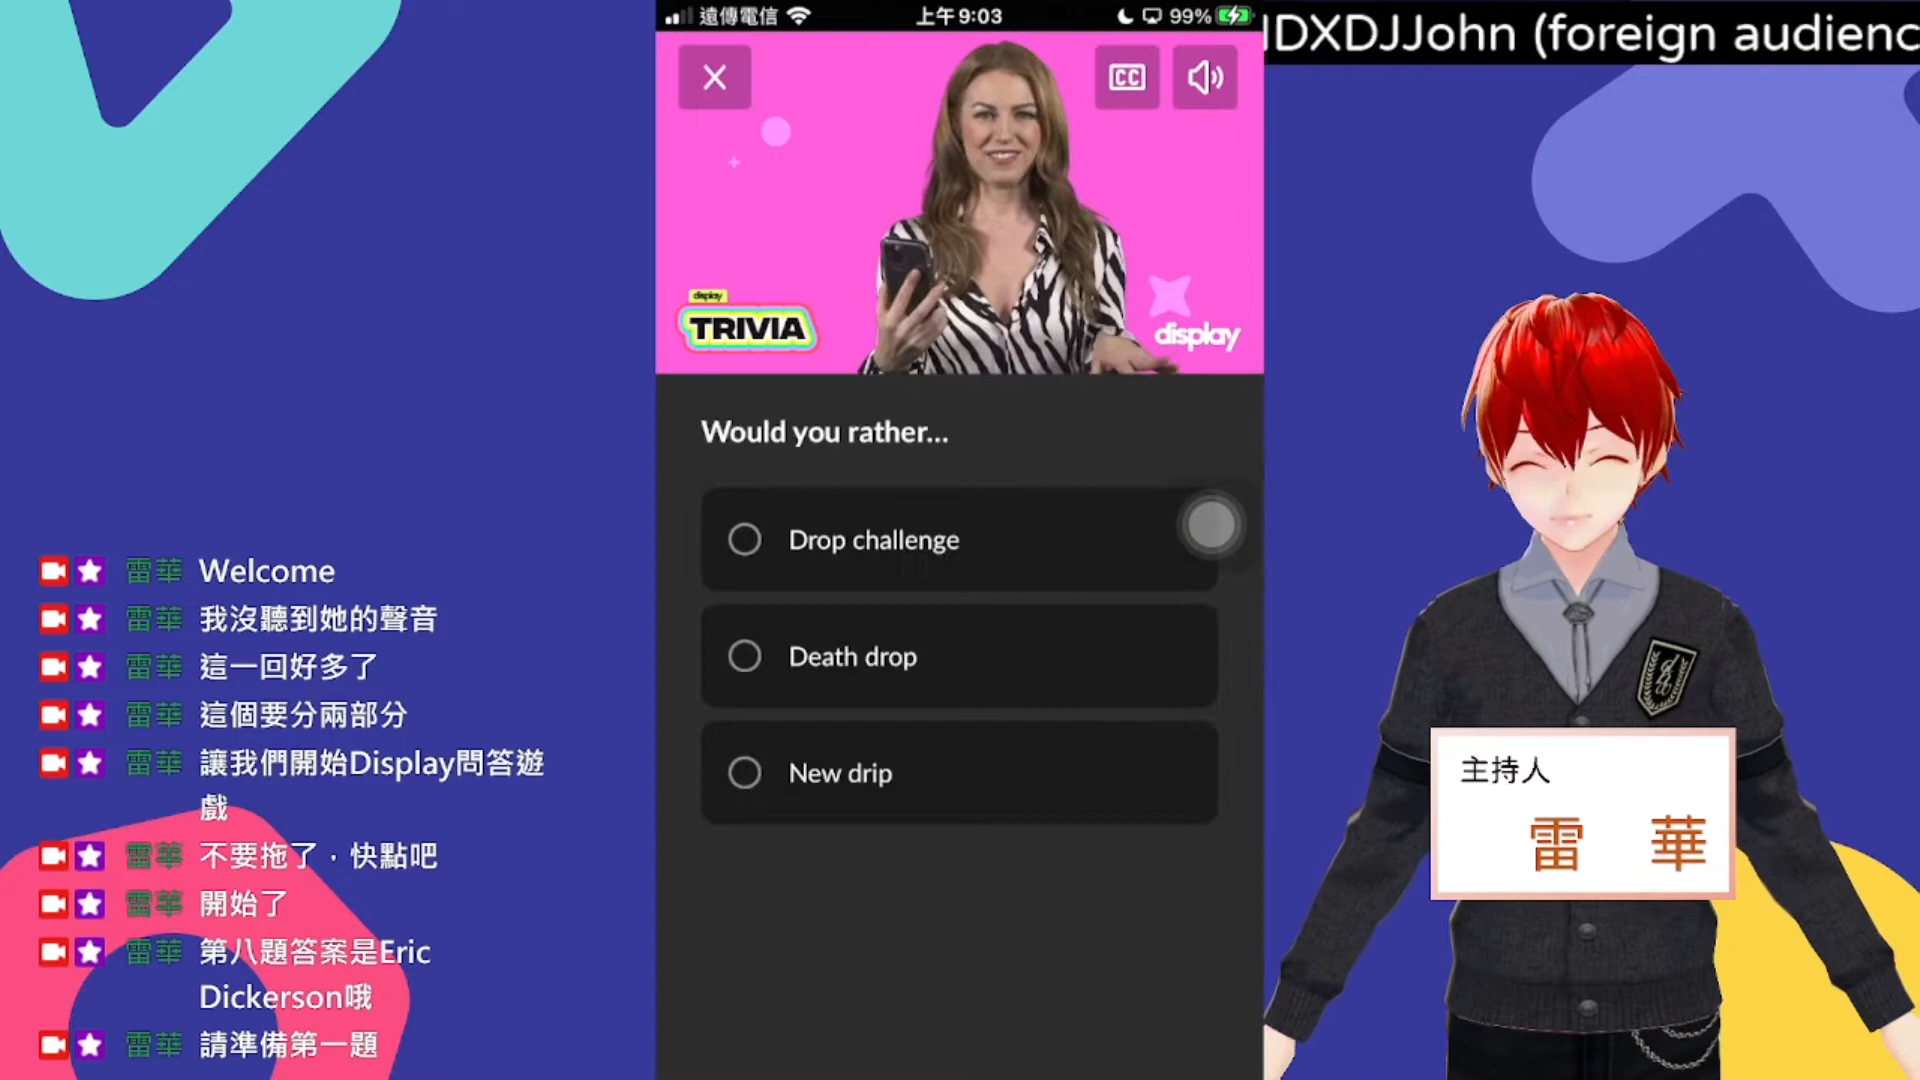 遠傳電信
上午9:03
99%
IDXDJJohn (foreign audienc
CC
display
TRIVIA
display
Would you rather...
Drop challenge
Death drop
New drip
雷華 Welcome
雷華 我沒聽到她的聲音
雷華 這一回好多了
雷華 這個要分兩部分
雷華 讓我們開始Display問答遊
戲
雷華 不要拖了，快點吧
雷華 開始了
雷華 第八題答案是Eric
Dickerson哦
雷華 請準備第一題
主持人
雷 華